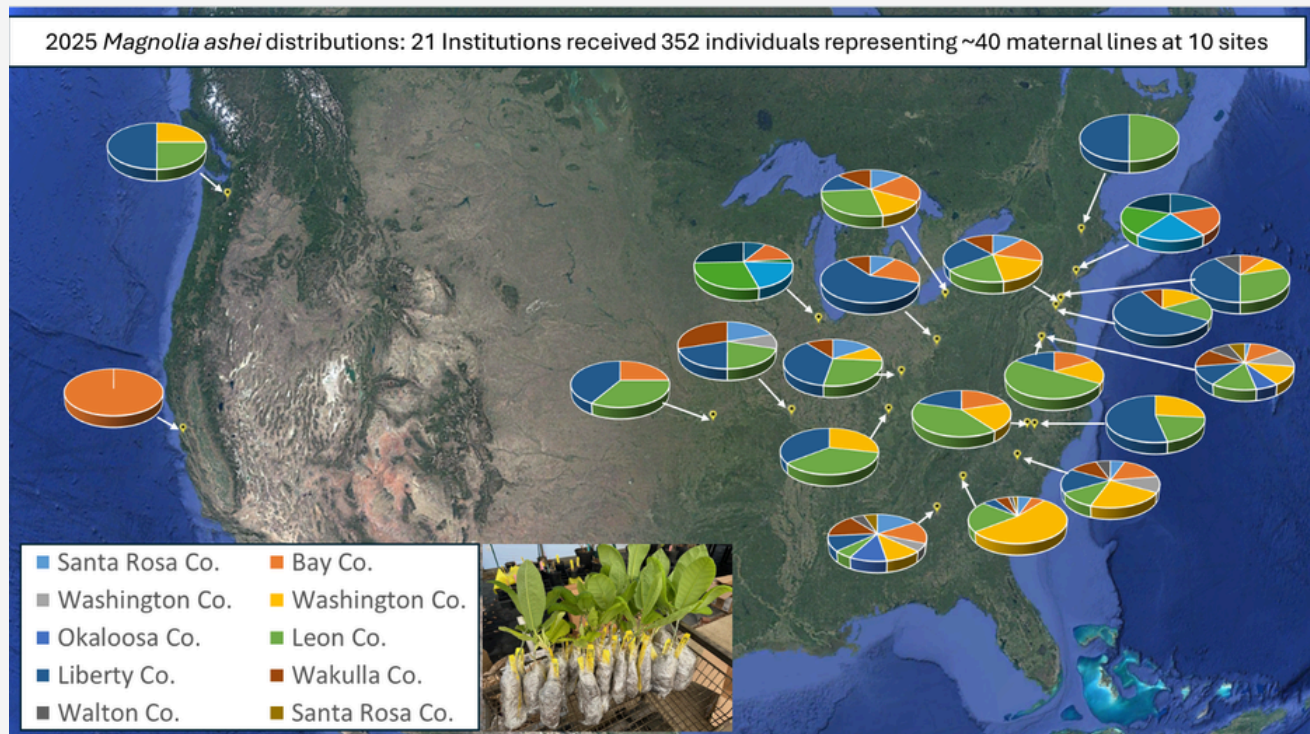 2025 Magnolia ashei distributions: 21 Institutions received 352 individuals representing ~40 maternal lines at 10 sites
Santa Rosa Co.
Bay Co.
Washington Co.
Washington Co.
Okaloosa Co.
Leon Co.
Liberty Co.
Wakulla Co.
Walton Co.
Santa Rosa Co.